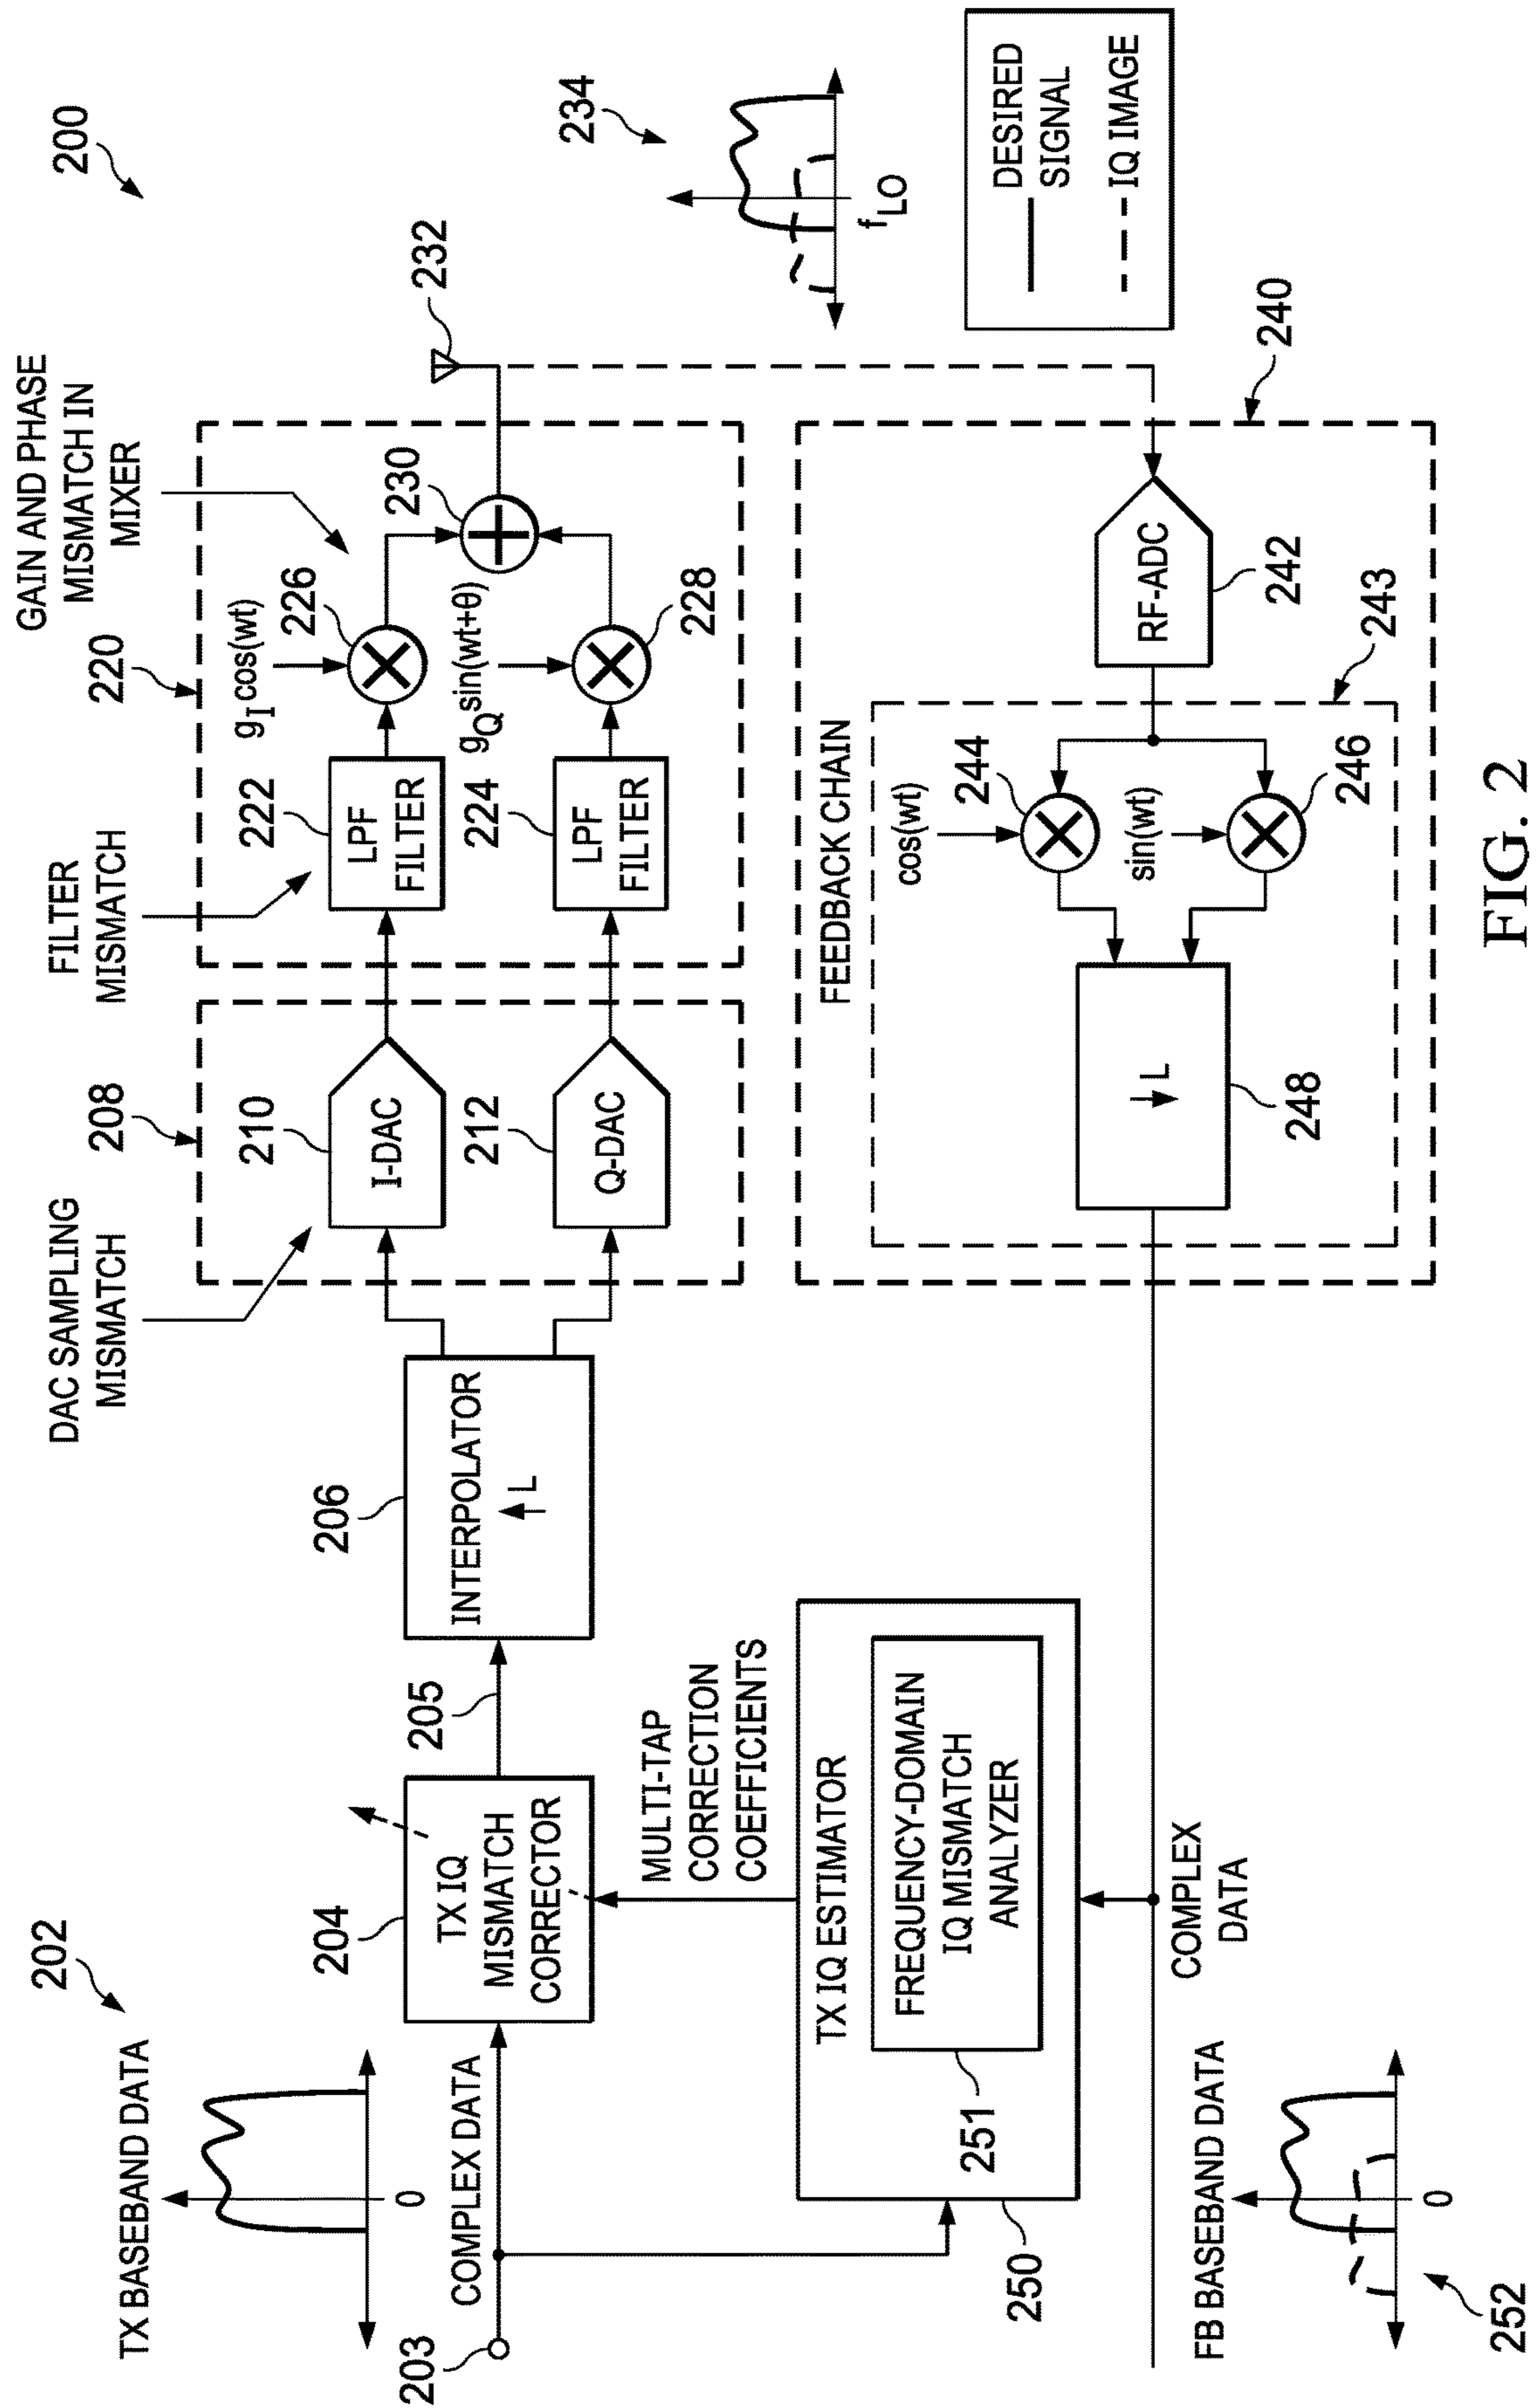 200
202
TX BASEBAND DATA
0
203
COMPLEX DATA
204
TX IQ
MISMATCH
CORRECTOR
205
206
INTERPOLATOR
↑ L
DAC SAMPLING
MISMATCH
208
210
I-DAC
212
Q-DAC
FILTER
MISMATCH
220
222
LPF
FILTER
224
LPF
FILTER
GAIN AND PHASE
MISMATCH IN
MIXER
gI cos(wt)
226
gQ sin(wt+θ)
228
230
232
234
fLO
DESIRED
SIGNAL
IQ IMAGE
MULTI-TAP
CORRECTION
COEFFICIENTS
TX IQ ESTIMATOR
FREQUENCY-DOMAIN
IQ MISMATCH
ANALYZER
251
250
COMPLEX
DATA
FB BASEBAND DATA
0
252
240
FEEDBACK CHAIN
RF-ADC
242
243
cos(wt)
244
sin(wt)
246
↓ L
248
FIG. 2